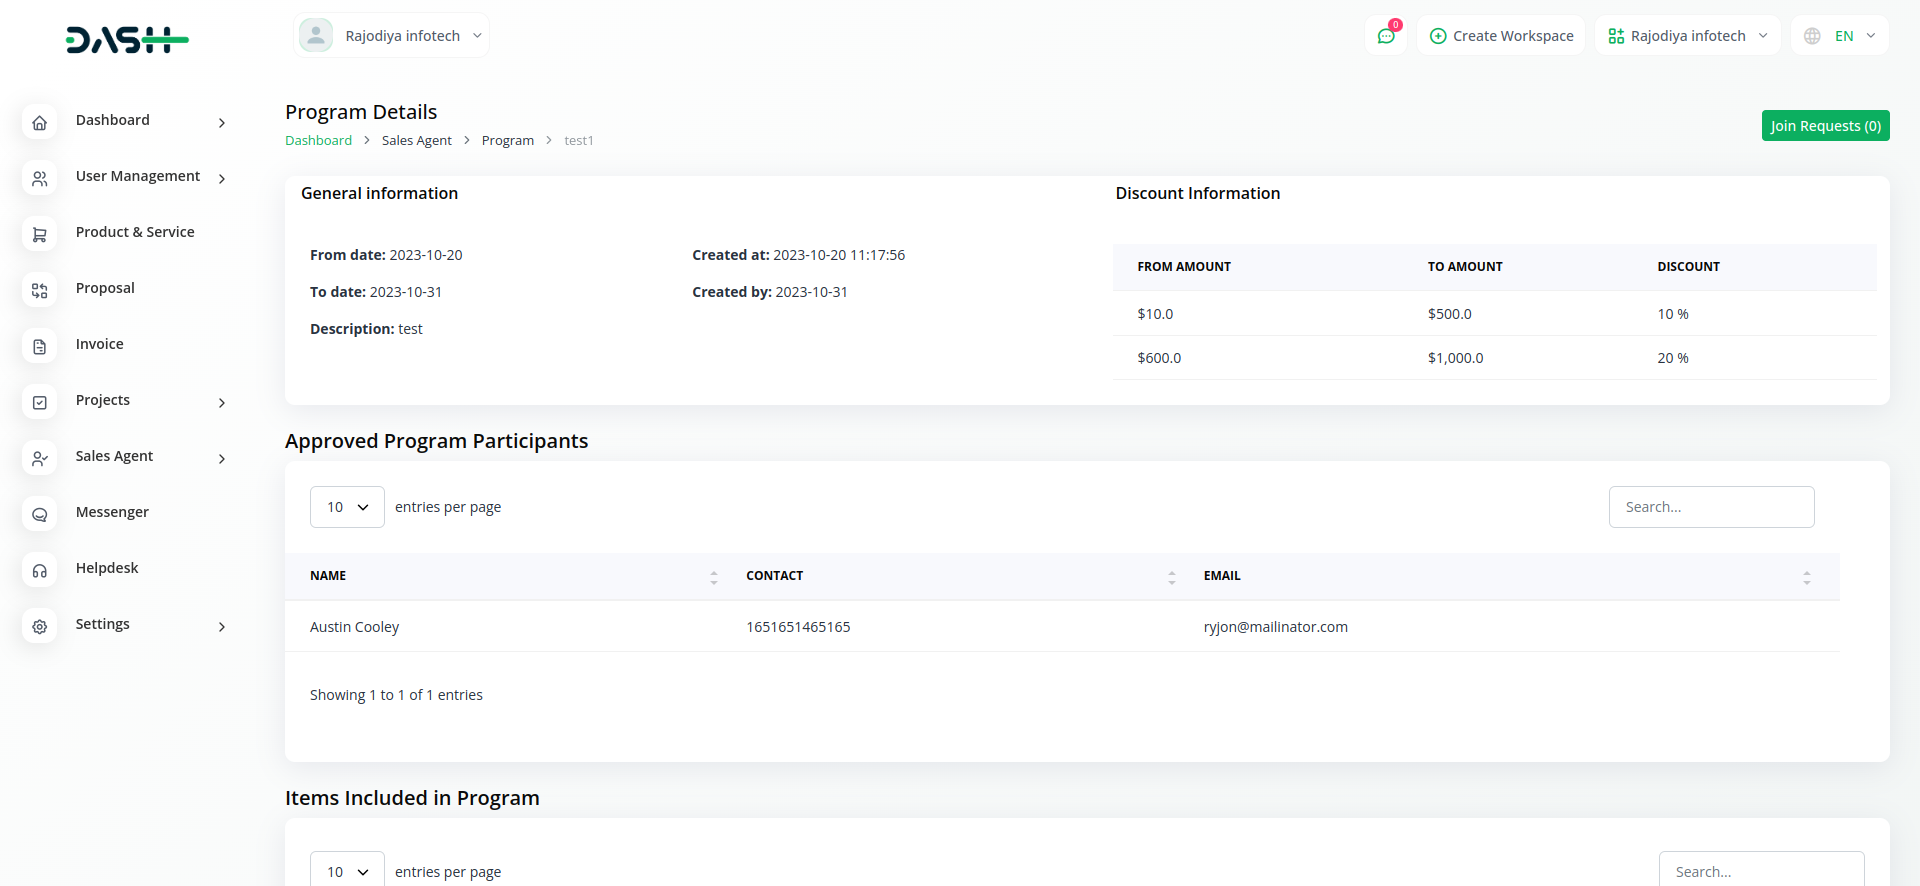 DASH
Rajodiya infotech
0
Create Workspace
Rajodiya infotech
EN
Dashboard
User Management
Product & Service
Proposal
Invoice
Projects
Sales Agent
Messenger
Helpdesk
Settings
Program Details
Dashboard > Sales Agent > Program > test1
Join Requests (0)
General information
From date: 2023-10-20
Created at: 2023-10-20 11:17:56
To date: 2023-10-31
Created by: 2023-10-31
Description: test
Discount Information
FROM AMOUNT TO AMOUNT DISCOUNT
$10.0 $500.0 10 %
$600.0 $1,000.0 20 %
Approved Program Participants
10 entries per page
Search...
NAME CONTACT EMAIL
Austin Cooley 1651651465165 ryjon@mailinator.com
Showing 1 to 1 of 1 entries
Items Included in Program
10 entries per page
Search...